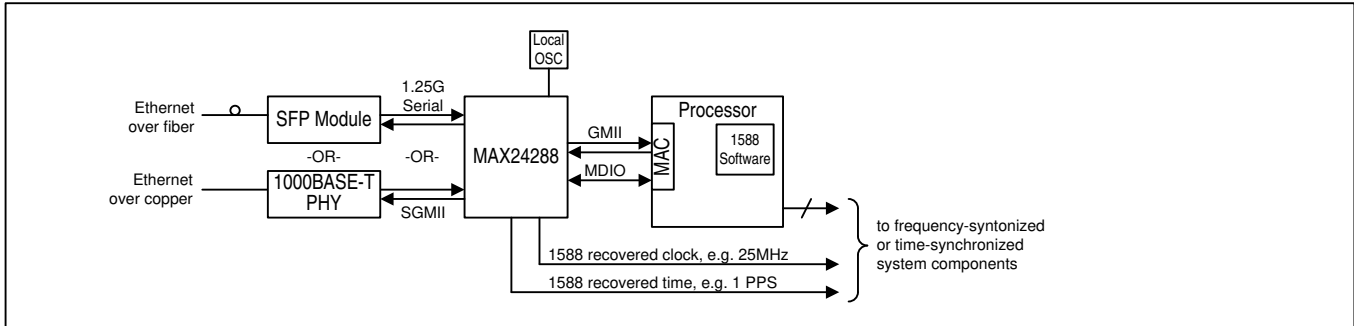 Local
OSC
1.25G
Serial
Ethernet
over fiber
SFP Module
Processor
GMII
1588
Software
-OR-
-OR-
MAX24288
MAC
MDIO
Ethernet
over copper
1000BASE-T
PHY
SGMII
to frequency-syntonized
or time-synchronized
system components
1588 recovered clock, e.g. 25MHz
1588 recovered time, e.g. 1 PPS